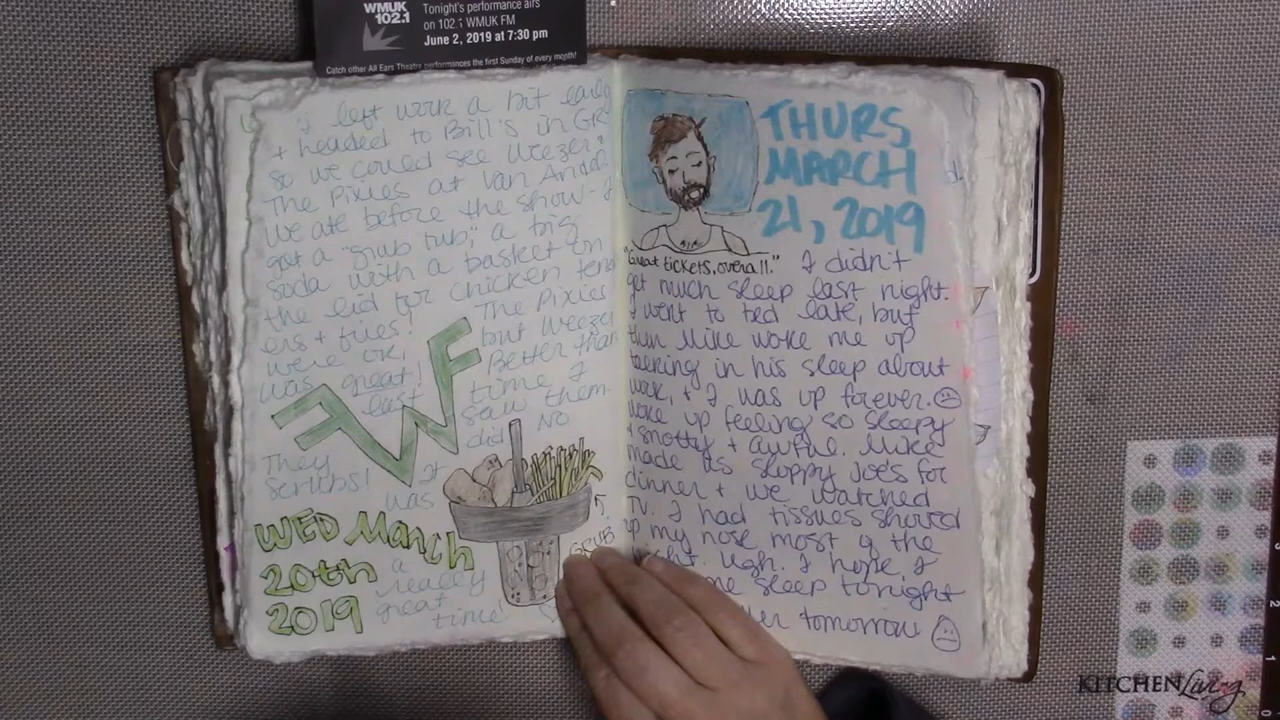 WMUK
102.1
Tonight's performance airs
on 102.1 WMUK FM
June 2, 2019 at 7:30 pm
Catch other All Ears Theatre performances the first Sunday of every month!
I left work a bit early
+ headed to Bill's in GR
so we could see Weezer +
The Pixies at Van Andel.
We ate before the show - I
got a "grub tub," a big
soda with a basket on
the lid for chicken tend
ers + fries! The Pixies
were OK, but Weezer
was great! Better than
last time I
saw them.
They did NO
Scrubs! It
was
a
really
great
time!
WED March
20th
2019
GRUB
THURS
MARCH
21, 2019
"Great tickets, overall."
I didn't
get much sleep last night.
I went to bed late, but
then Mike woke me up
talking in his sleep about
work, + I was up forever.
woke up feeling so sleepy
+ snotty + awful. Mike
made us sloppy Joe's for
dinner + we watched
TV. I had tissues shoved
up my nose most of the
night. Ugh. I hope I
sleep tonight
tomorrow
KITCHEN Living